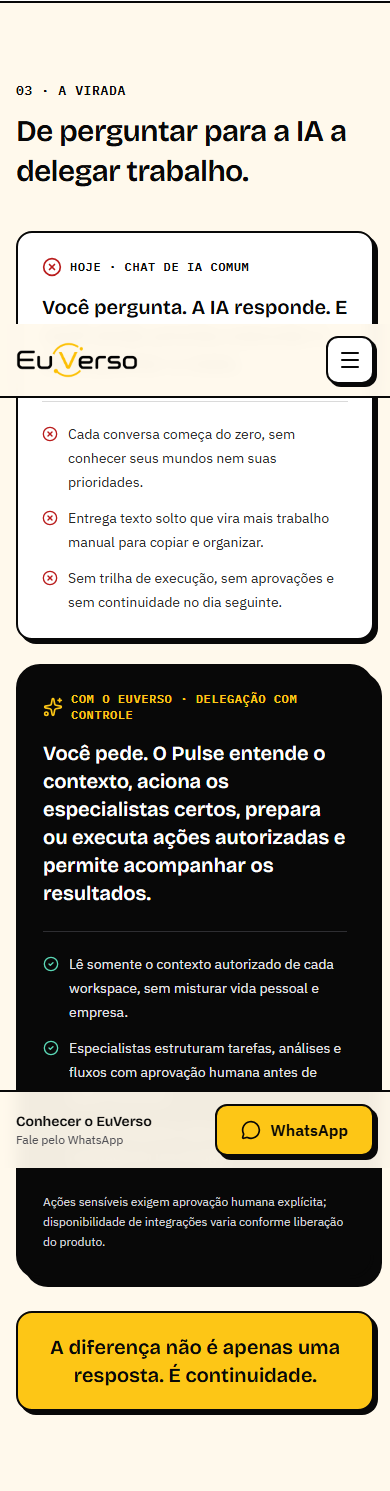 03 · A VIRADA
De perguntar para a IA a
delegar trabalho.
HOJE · CHAT DE IA COMUM
Você pergunta. A IA responde. E
EuVerso
Cada conversa começa do zero, sem
conhecer seus mundos nem suas
prioridades.
Entrega texto solto que vira mais trabalho
manual para copiar e organizar.
Sem trilha de execução, sem aprovações e
sem continuidade no dia seguinte.
COM O EUVERSO · DELEGAÇÃO COM
CONTROLE
Você pede. O Pulse entende o
contexto, aciona os
especialistas certos, prepara
ou executa ações autorizadas e
permite acompanhar os
resultados.
Lê somente o contexto autorizado de cada
workspace, sem misturar vida pessoal e
empresa.
Especialistas estruturam tarefas, análises e
fluxos com aprovação humana antes de
Conhecer o EuVerso
Fale pelo WhatsApp
WhatsApp
Ações sensíveis exigem aprovação humana explícita;
disponibilidade de integrações varia conforme liberação
do produto.
A diferença não é apenas uma
resposta. É continuidade.